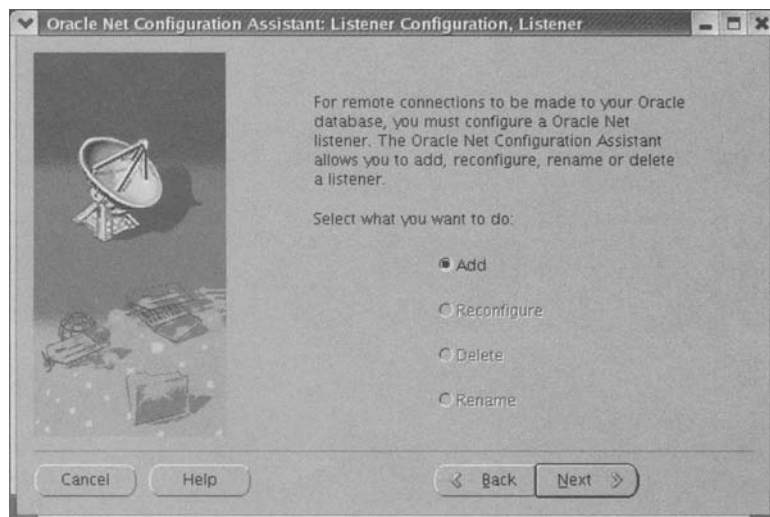 Oracle Net Configuration Assistant: Listener Configuration, Listener
For remote connections to be made to your Oracle
database, you must configure a Oracle Net
listener. The Oracle Net Configuration Assistant
allows you to add, reconfigure, rename or delete
a listener.
Select what you want to do:
Add
Reconfigure
Delete
Rename
Cancel
Help
Back
Next